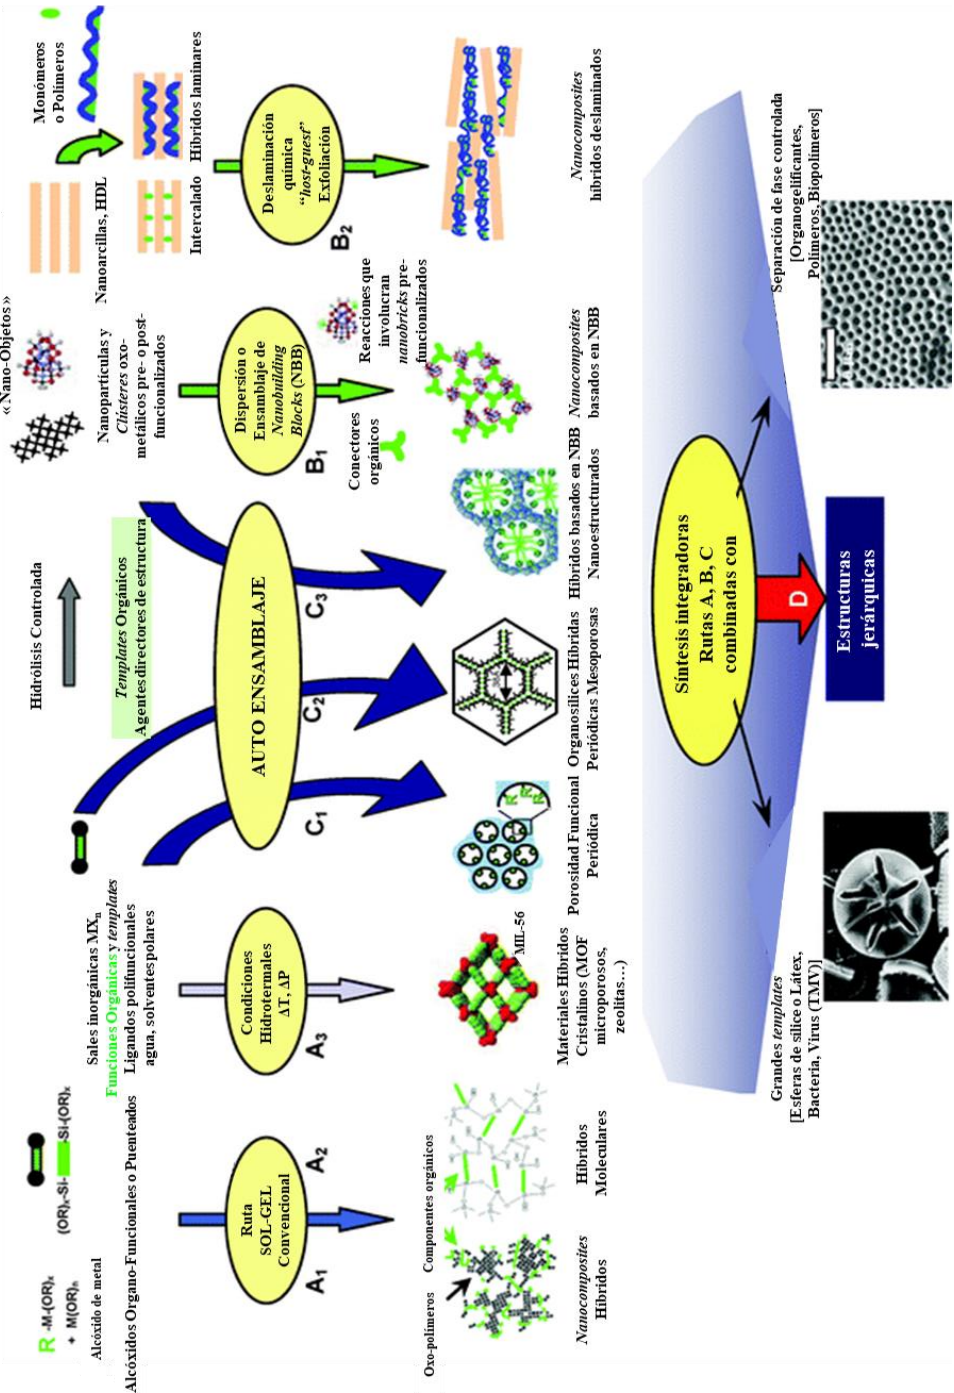 R -M-(OR)x
+ M(OR)n
Alcóxido de metal
(OR)x-Si- -Si-(OR)x
Alcóxidos Organo-Funcionales o Puenteados
Sales inorgánicas MXn
Funciones Orgánicas y templates
Ligandos polifuncionales
agua, solventes polares
Hidrólisis Controlada
Templates Orgánicos
Agentes directores de estructura
« Nano-Objetos »
Nanopartículas y
Clústeres oxo-
metálicos pre- o post-
funcionalizados
Nanoarcillas, HDL
Monómeros
o Polímeros
Intercalado
Híbridos laminares
Ruta
SOL-GEL
Convencional
A1
A2
Condiciones
Hidrotermales
ΔT, ΔP
A3
AUTO ENSAMBLAJE
C1
C2
C3
Dispersión o
Ensamblaje de
Nanobuilding
Blocks (NBB)
B1
Deslaminación
química
"host-guest"
Exfoliación
B2
Conectores
orgánicos
Reacciones que
involucran
nanobricks pre-
funcionalizados
Oxo-polímeros
Componentes orgánicos
Nanocomposites
Híbridos
Híbridos
Moleculares
MIL-56
Materiales Híbridos
Cristalinos (MOF
microporosos,
zeolitas…)
R
R
R
Porosidad Funcional
Periódica
Organosílices Híbridas
Periódicas Mesoporosas
Híbridos basados en NBB
Nanoestructurados
Nanocomposites
basados en NBB
Nanocomposites
híbridos deslaminados
Síntesis integradoras
Rutas A, B, C
combinadas con
D
Grandes templates
[Esferas de sílice o Látex,
Bacteria, Virus (TMV)]
Separación de fase controlada
[Organogelificantes,
Polímeros, Biopolímeros]
Estructuras
jerárquicas